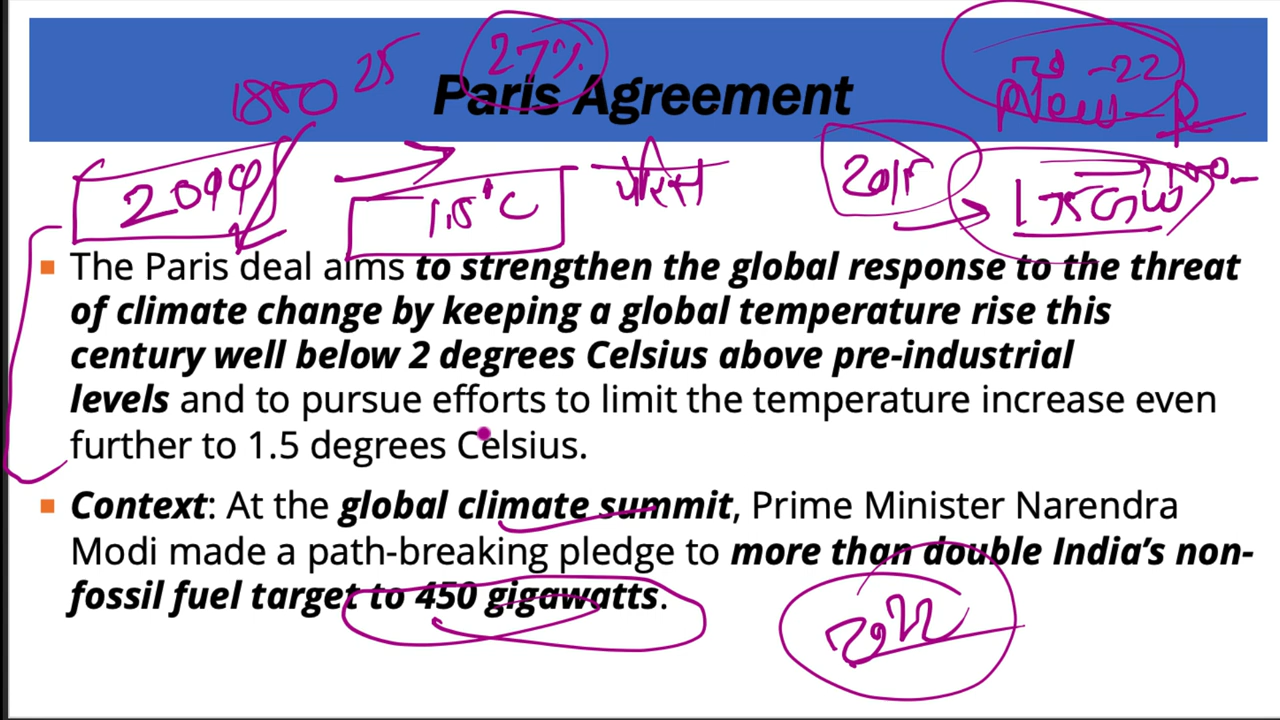 1850 25 27%
Paris Agreement
2099 1.5°C 2015 175GW
The Paris deal aims to strengthen the global response to the threat
of climate change by keeping a global temperature rise this
century well below 2 degrees Celsius above pre-industrial
levels and to pursue efforts to limit the temperature increase even
further to 1.5 degrees Celsius.
Context: At the global climate summit, Prime Minister Narendra
Modi made a path-breaking pledge to more than double India’s non-
fossil fuel target to 450 gigawatts.
2022